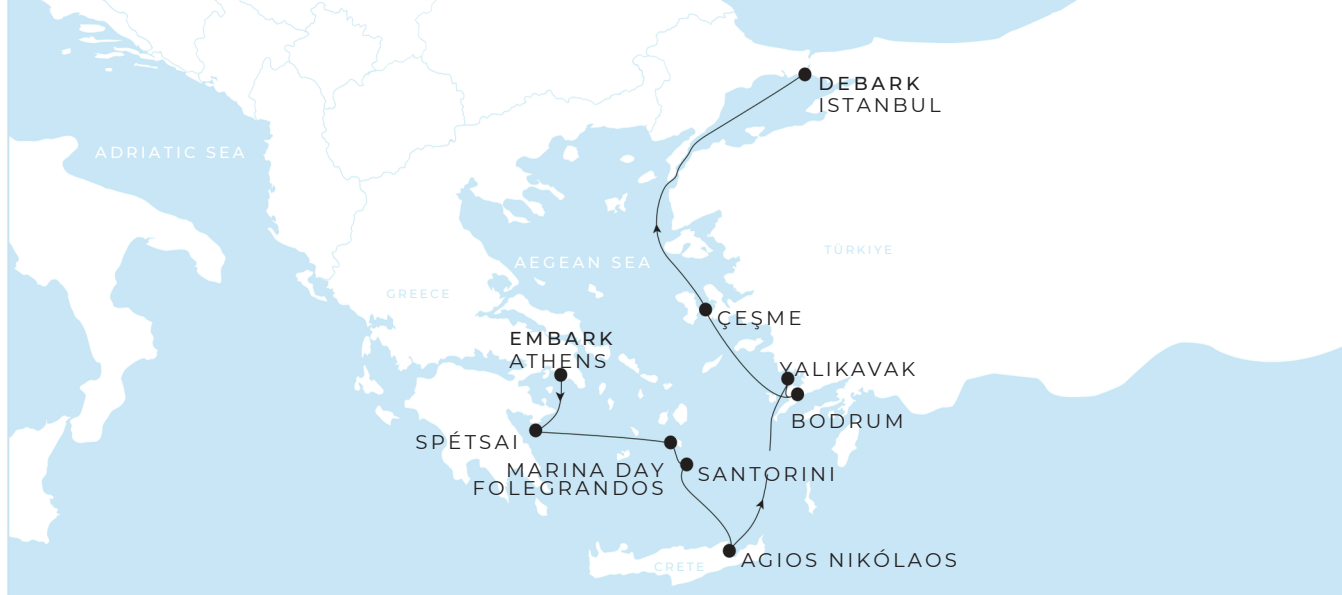 DEBARK
ISTANBUL
ADRIATIC SEA
TÜRKIYE
AEGEAN SEA
GREECE
ÇEŞME
EMBARK
ATHENS
YALIKAVAK
BODRUM
SPÉTSAI
MARINA DAY
FOLEGRANDOS
SANTORINI
AGIOS NIKÓLAOS
CRETE